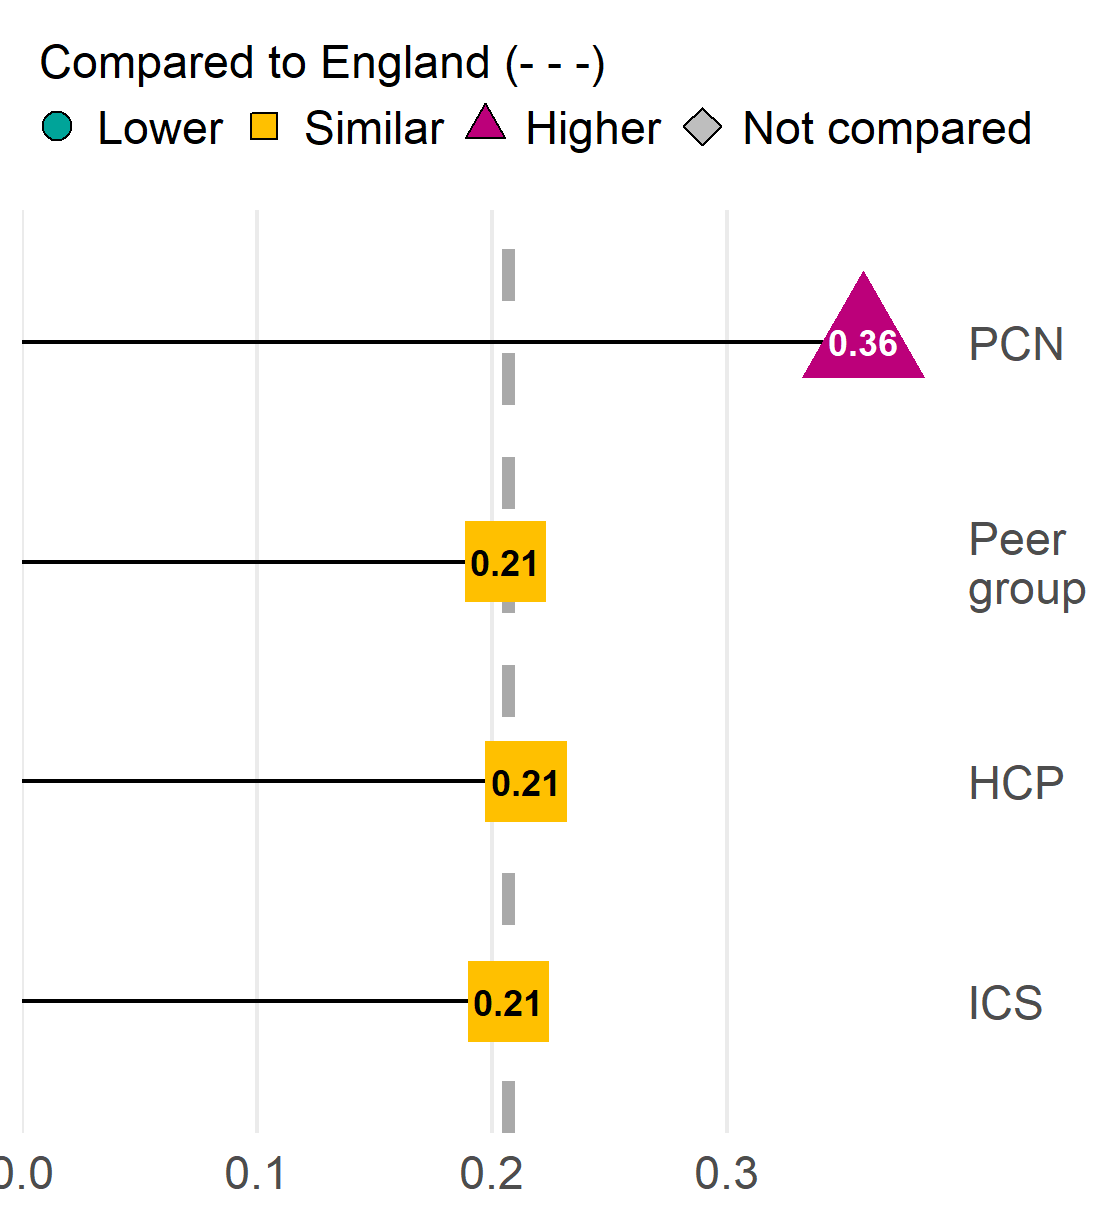 Compared to England (- - -)
Lower Similar Higher Not compared
0.36 PCN
Peer
group
0.21
0.21 HCP
0.21 ICS
0.0 0.1 0.2 0.3